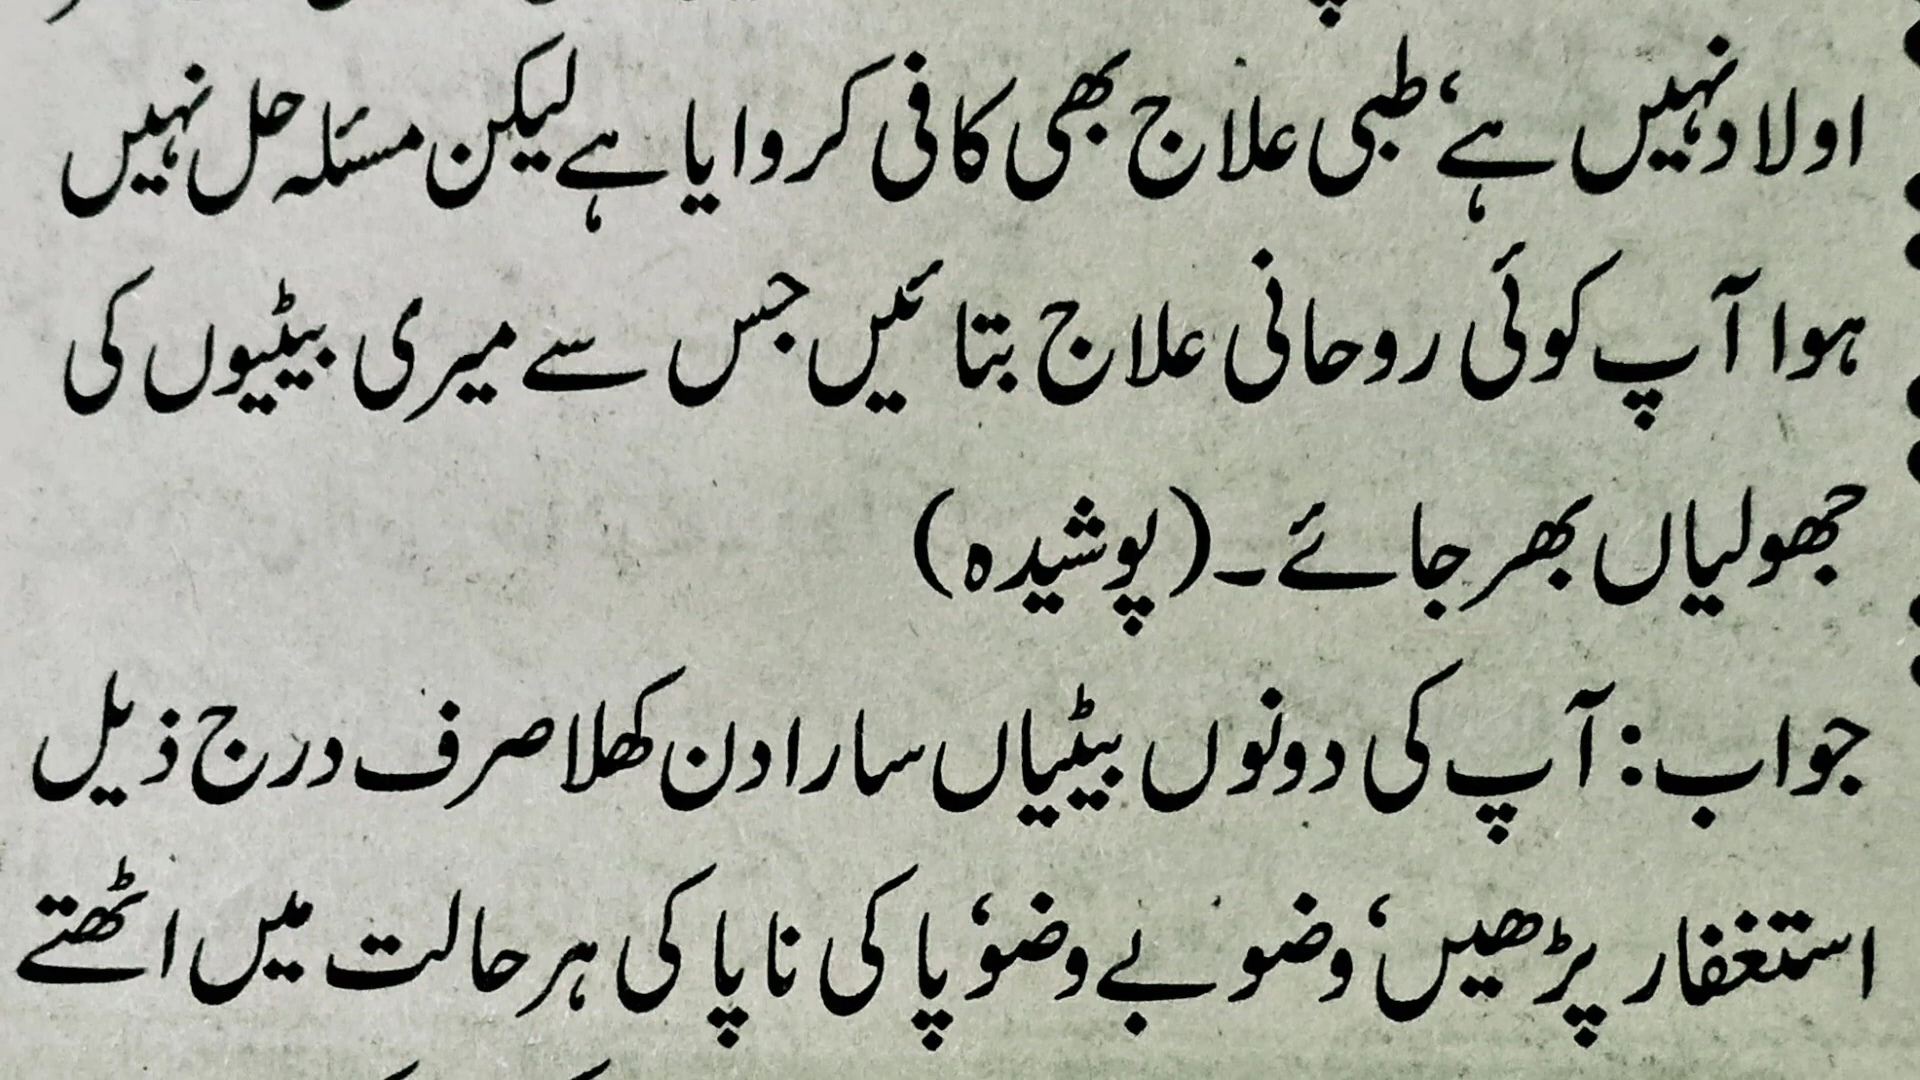 اولاد نہیں ہے‘ طبی علاج بھی کافی کروایا ہے لیکن مسئلہ حل نہیں
ہوا آپ کوئی روحانی علاج بتائیں جس سے میری بیٹیوں کی
جھولیاں بھر جائے۔ (پوشیدہ)
جواب: آپ کی دونوں بیٹیاں سارا دن کھلا صرف درج ذیل
استغفار پڑھیں‘ وضو بے وضو‘ پاکی ناپاکی ہر حالت میں اٹھتے